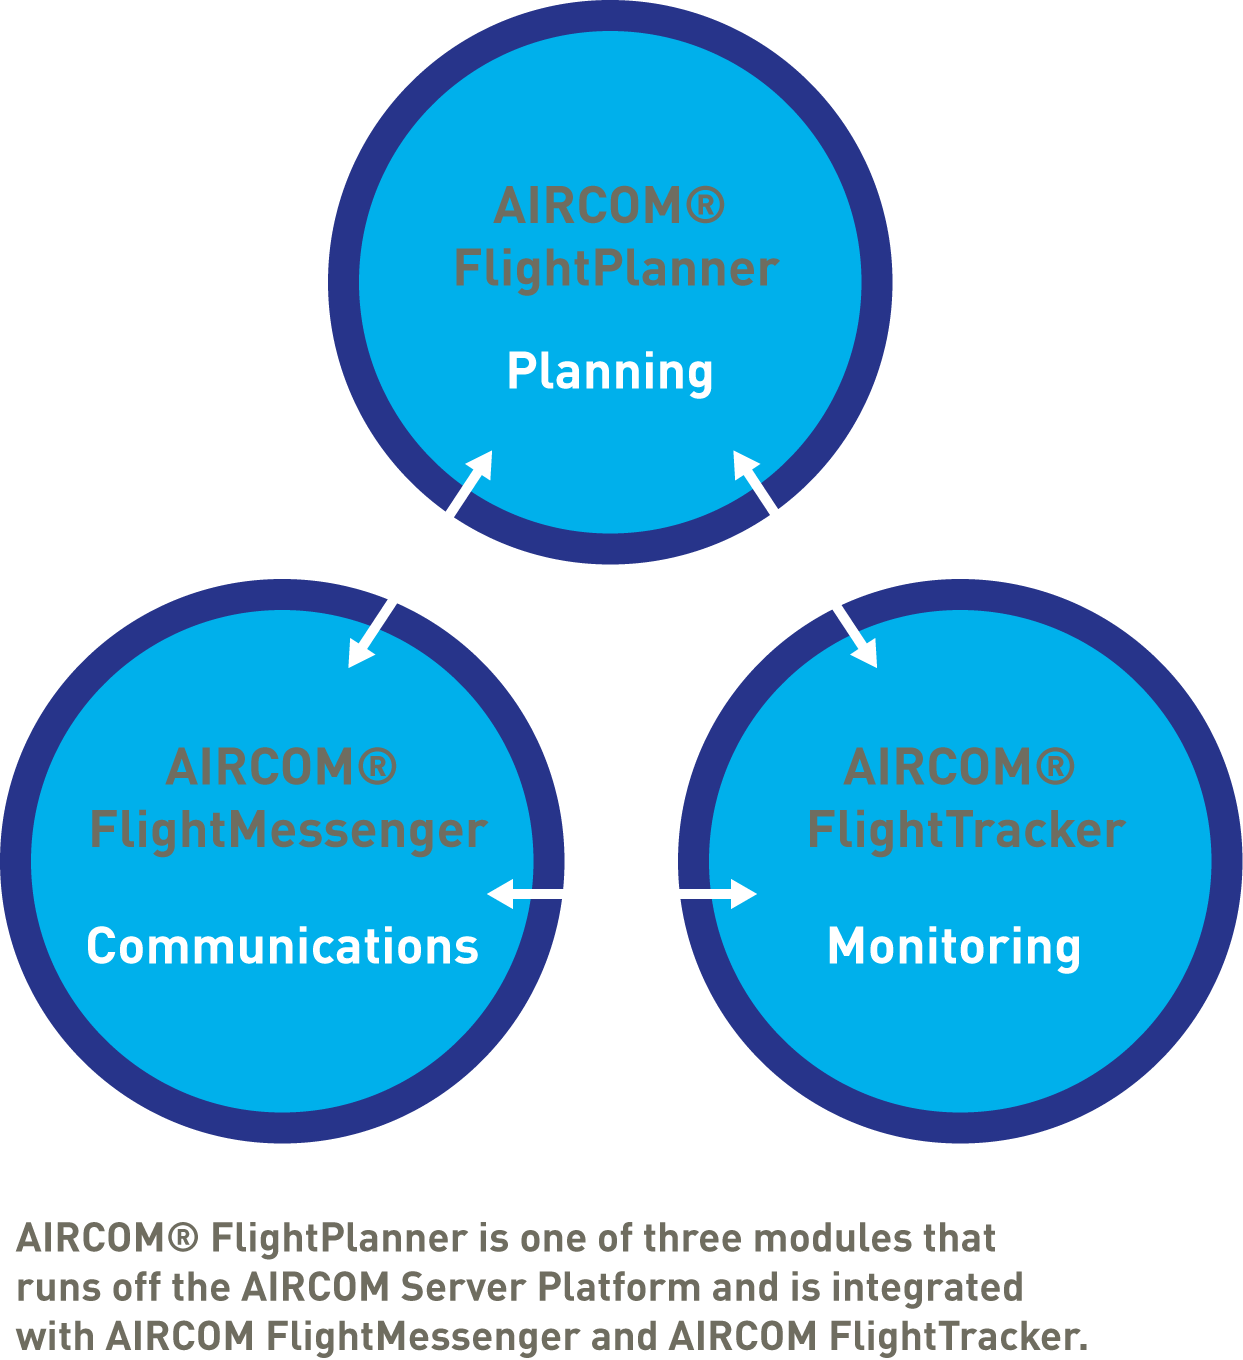 AIRCOM®
FlightPlanner
Planning
AIRCOM®
FlightMessenger
Communications
AIRCOM®
FlightTracker
Monitoring
AIRCOM® FlightPlanner is one of three modules that
runs off the AIRCOM Server Platform and is integrated
with AIRCOM FlightMessenger and AIRCOM FlightTracker.